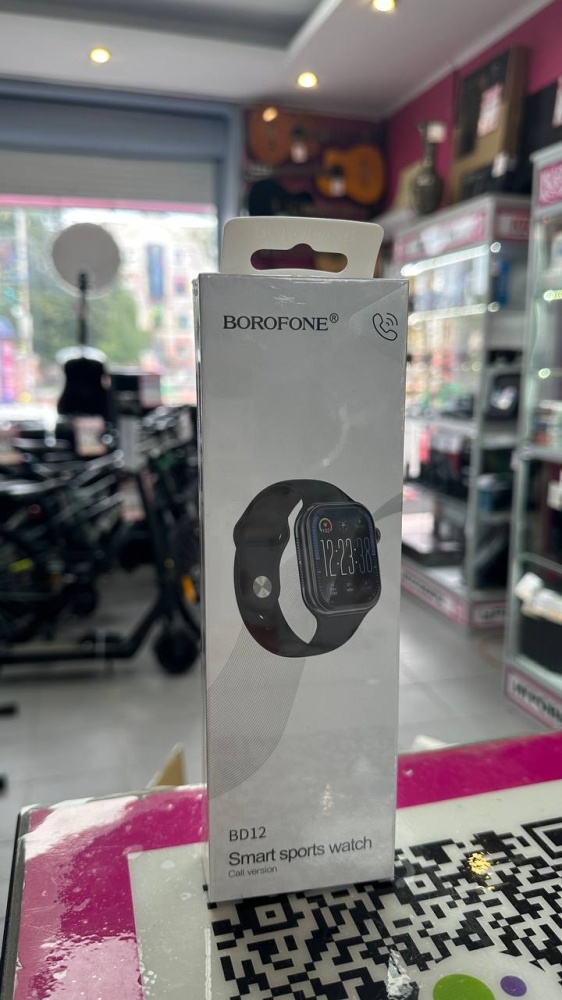 BOROFONE®
12:23:38
BD12
Smart sports watch
Call version